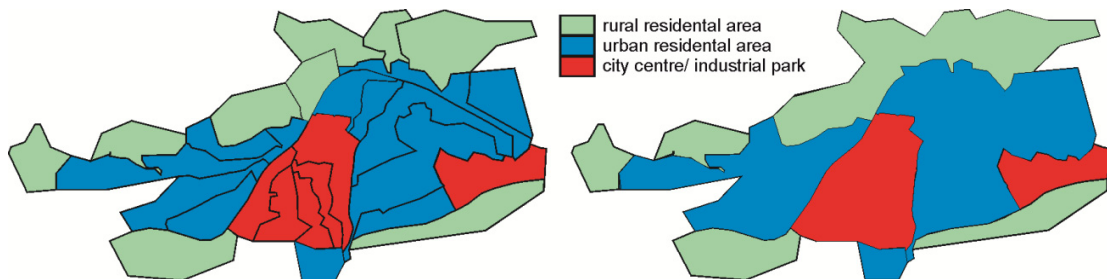 rural residental area
urban residental area
city centre/ industrial park